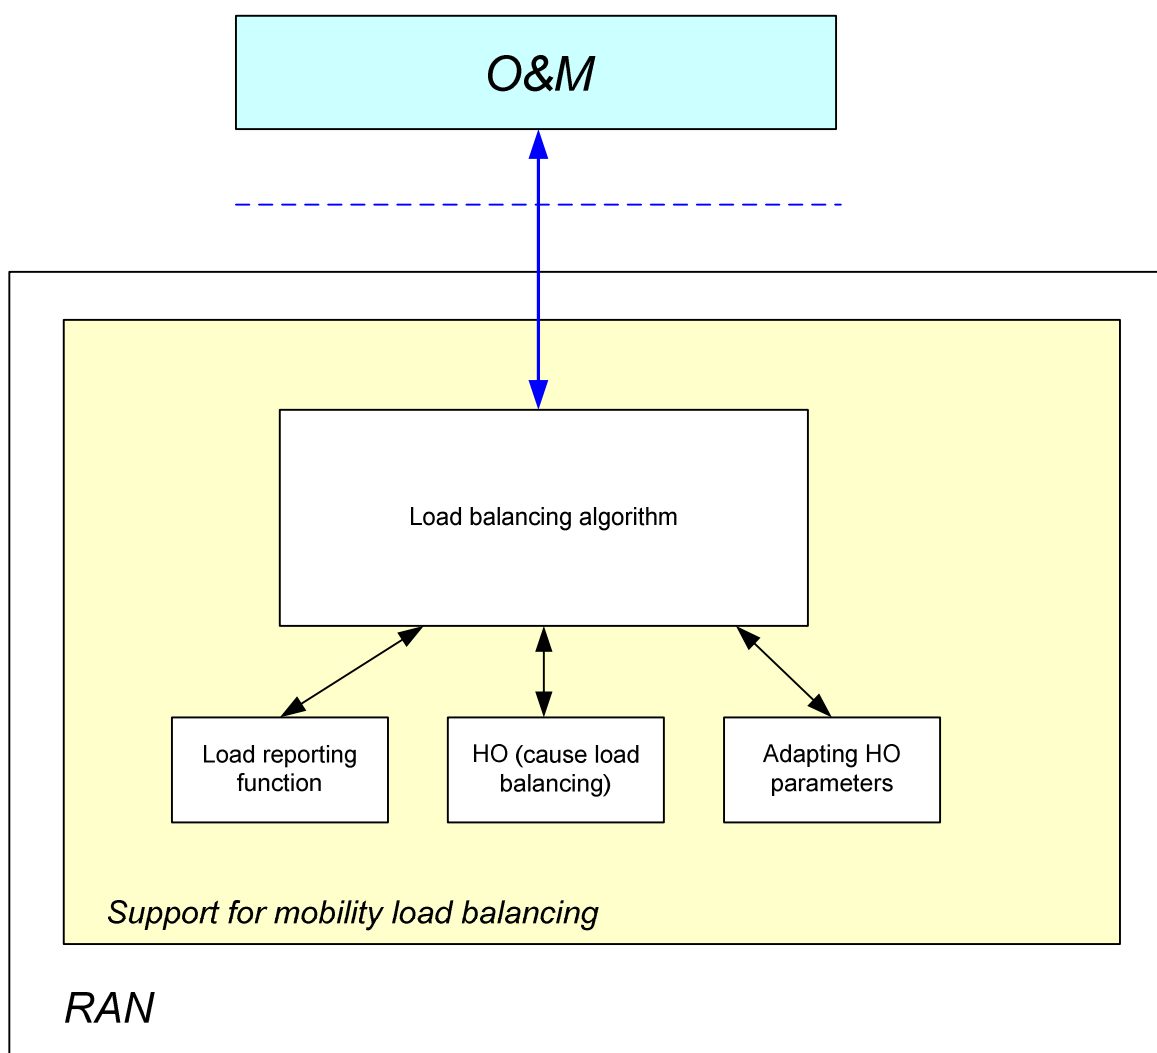 O&M
Load balancing algorithm
Load reporting
function
HO (cause load
balancing)
Adapting HO
parameters
Support for mobility load balancing
RAN